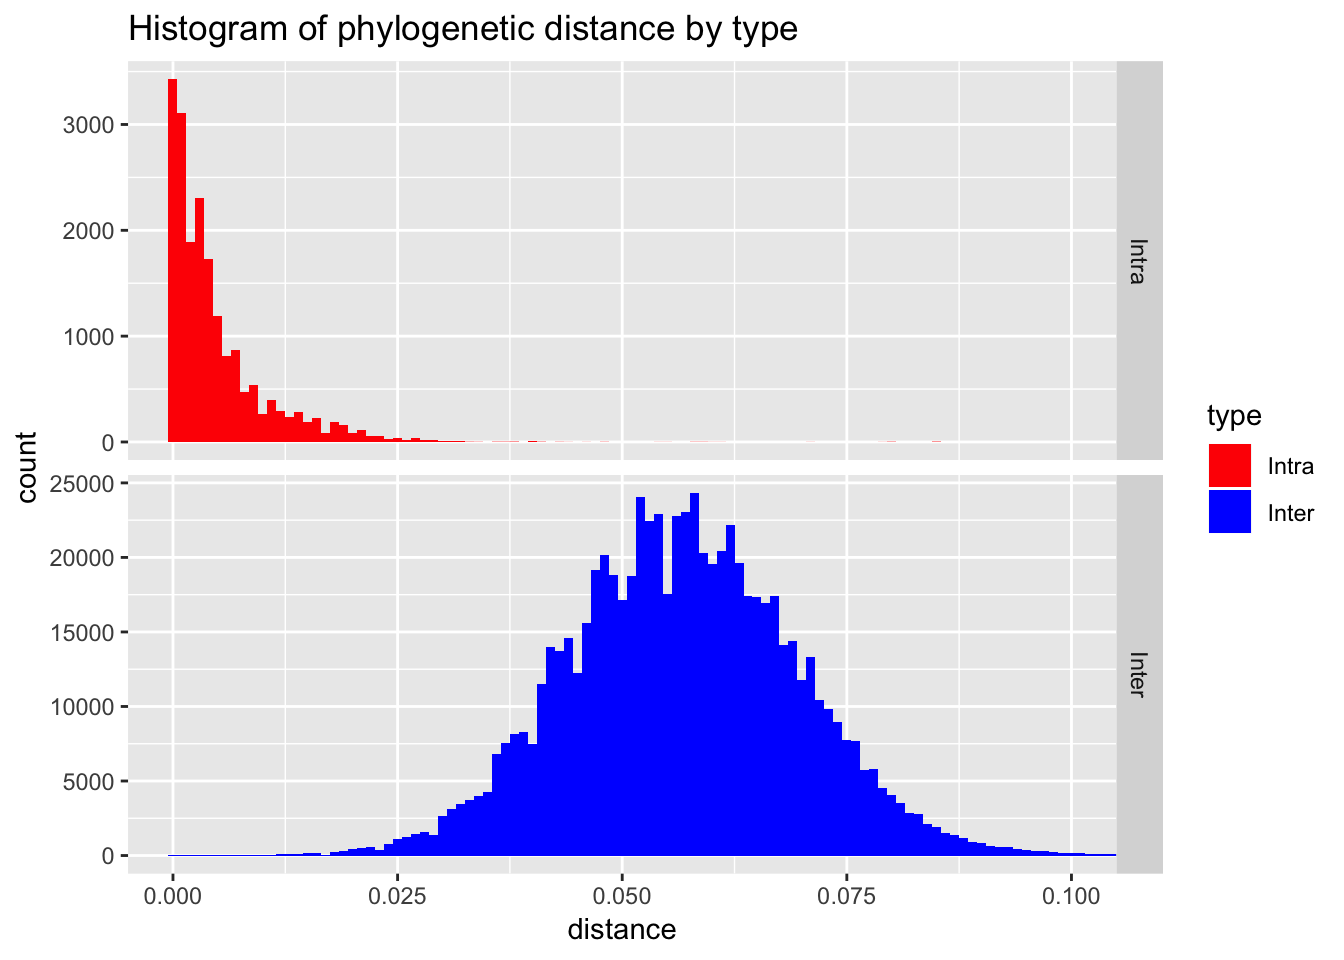 Histogram of phylogenetic distance by type
3000
2000
1000
0
Intra
count
25000
20000
15000
10000
5000
0
Inter
0.000
0.025
0.050
0.075
0.100
distance
type
Intra
Inter